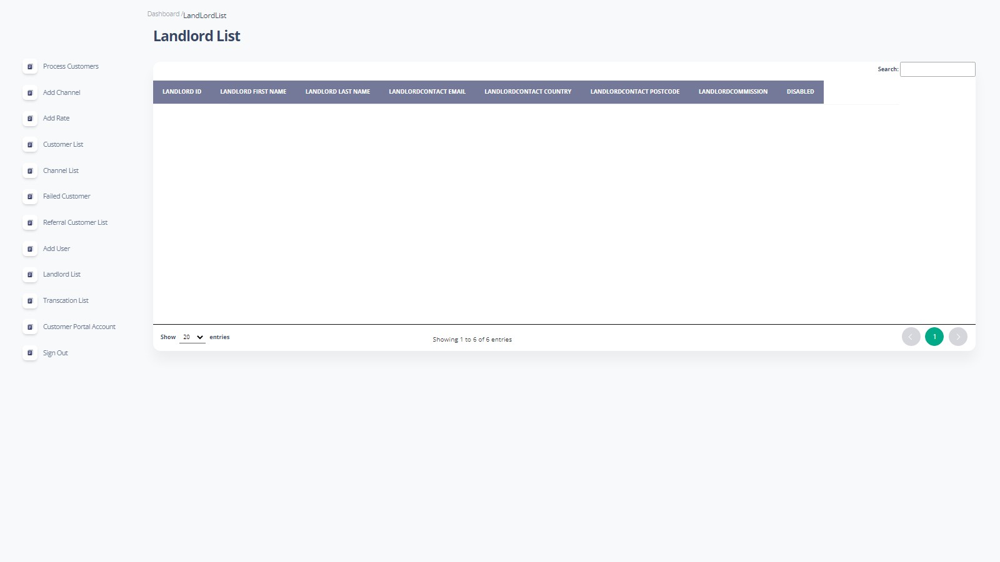 Dashboard /LandLordList
Landlord List
Process Customers
Add Channel
Add Rate
Customer List
Channel List
Failed Customer
Referral Customer List
Add User
Landlord List
Transcation List
Customer Portal Account
Sign Out
Search:
LANDLORD ID LANDLORD FIRST NAME LANDLORD LAST NAME LANDLORDCONTACT EMAIL LANDLORDCONTACT COUNTRY LANDLORDCONTACT POSTCODE LANDLORDCOMMISSION DISABLED
Show 20 entries Showing 1 to 6 of 6 entries 1